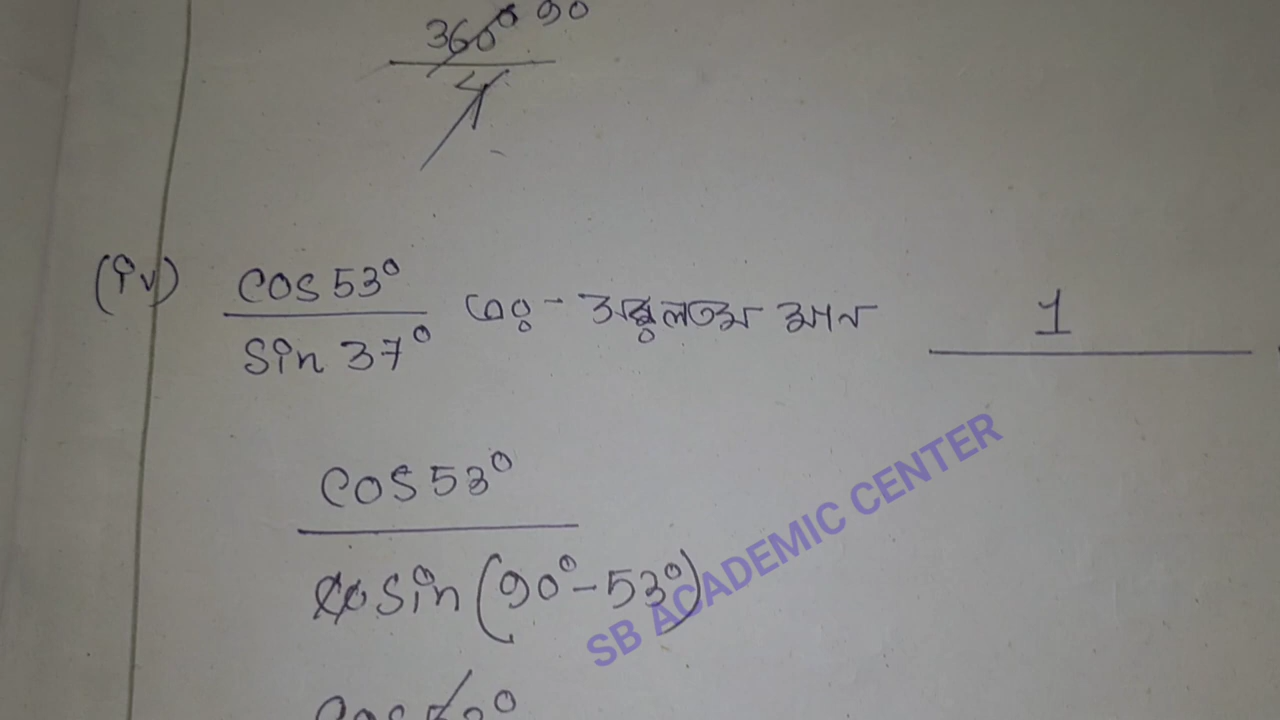 360° 90
4
(iv) cos 53° / sin 37° এর - সরলতম মান 1
cos 53°
sin (90° - 53°)
cos 53°
SB ACADEMIC CENTER